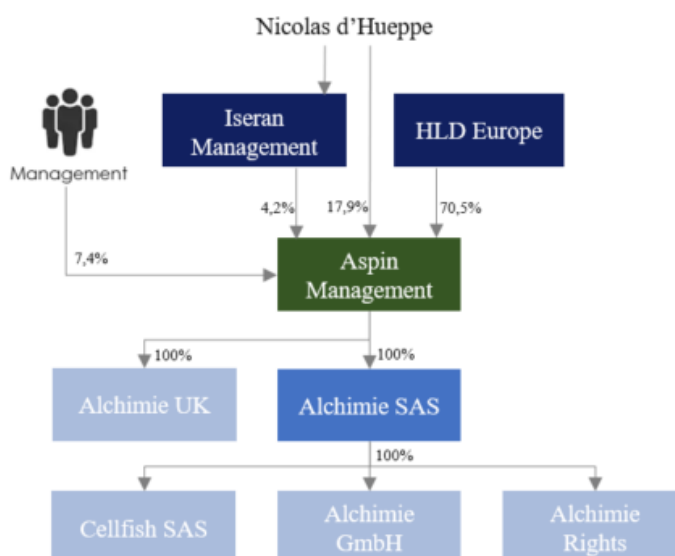 Nicolas d’Hueppe
Iseran
Management
HLD Europe
Management
4,2%
17,9%
70,5%
7,4%
Aspin
Management
100%
100%
Alchimie UK
Alchimie SAS
100%
Cellfish SAS
Alchimie
GmbH
Alchimie
Rights